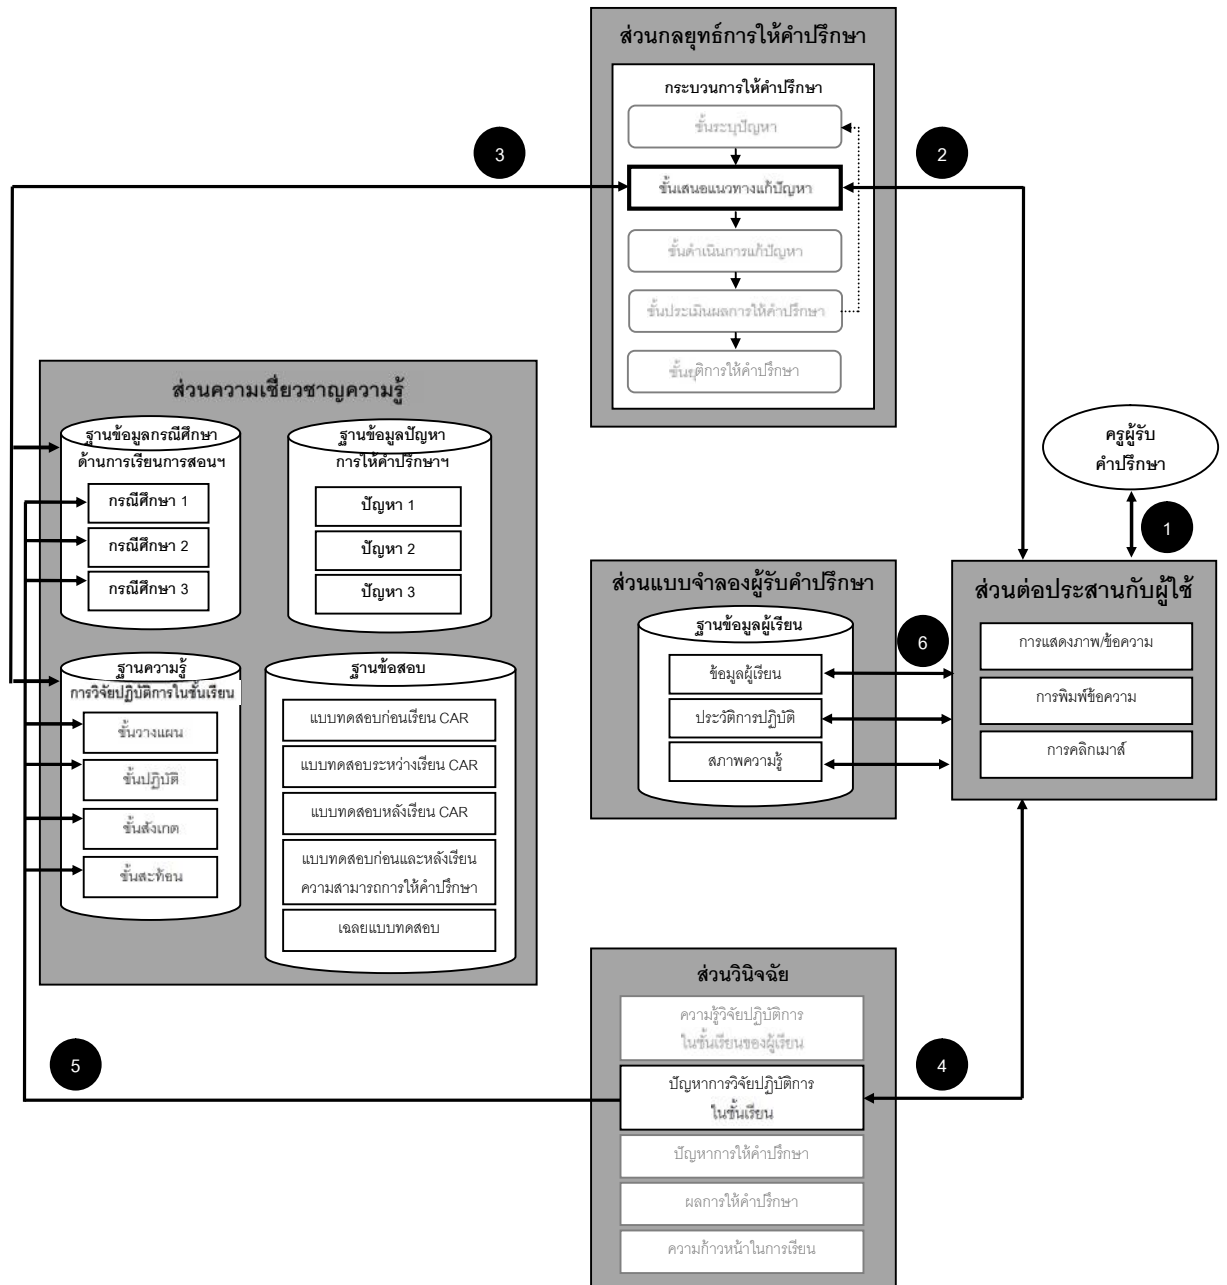 ส่วนกลยุทธ์การให้คำปรึกษา
กระบวนการให้คำปรึกษา
ขั้นระบุปัญหา
3
2
ขั้นเสนอแนวทางแก้ปัญหา
ขั้นดำเนินการแก้ปัญหา
ขั้นประเมินผลการให้คำปรึกษา
ขั้นยุติการให้คำปรึกษา
ส่วนความเชี่ยวชาญความรู้
ฐานข้อมูลกรณีศึกษา
ด้านการเรียนการสอนฯ
กรณีศึกษา 1
กรณีศึกษา 2
กรณีศึกษา 3
ฐานข้อมูลปัญหา
การให้คำปรึกษาฯ
ปัญหา 1
ปัญหา 2
ปัญหา 3
ฐานความรู้
การวิจัยปฏิบัติการในชั้นเรียน
ขั้นวางแผน
ขั้นปฏิบัติ
ขั้นสังเกต
ขั้นสะท้อน
ฐานข้อสอบ
แบบทดสอบก่อนเรียน CAR
แบบทดสอบระหว่างเรียน CAR
แบบทดสอบหลังเรียน CAR
แบบทดสอบก่อนและหลังเรียน
ความสามารถการให้คำปรึกษา
เฉลยแบบทดสอบ
ครูผู้รับ
คำปรึกษา
1
ส่วนแบบจำลองผู้รับคำปรึกษา
ฐานข้อมูลผู้เรียน
ข้อมูลผู้เรียน
ประวัติการปฏิบัติ
สภาพความรู้
6
ส่วนต่อประสานกับผู้ใช้
การแสดงภาพ/ข้อความ
การพิมพ์ข้อความ
การคลิกเมาส์
ส่วนวินิจฉัย
ความรู้วิจัยปฏิบัติการ
ในชั้นเรียนของผู้เรียน
5
4
ปัญหาการวิจัยปฏิบัติการ
ในชั้นเรียน
ปัญหาการให้คำปรึกษา
ผลการให้คำปรึกษา
ความก้าวหน้าในการเรียน